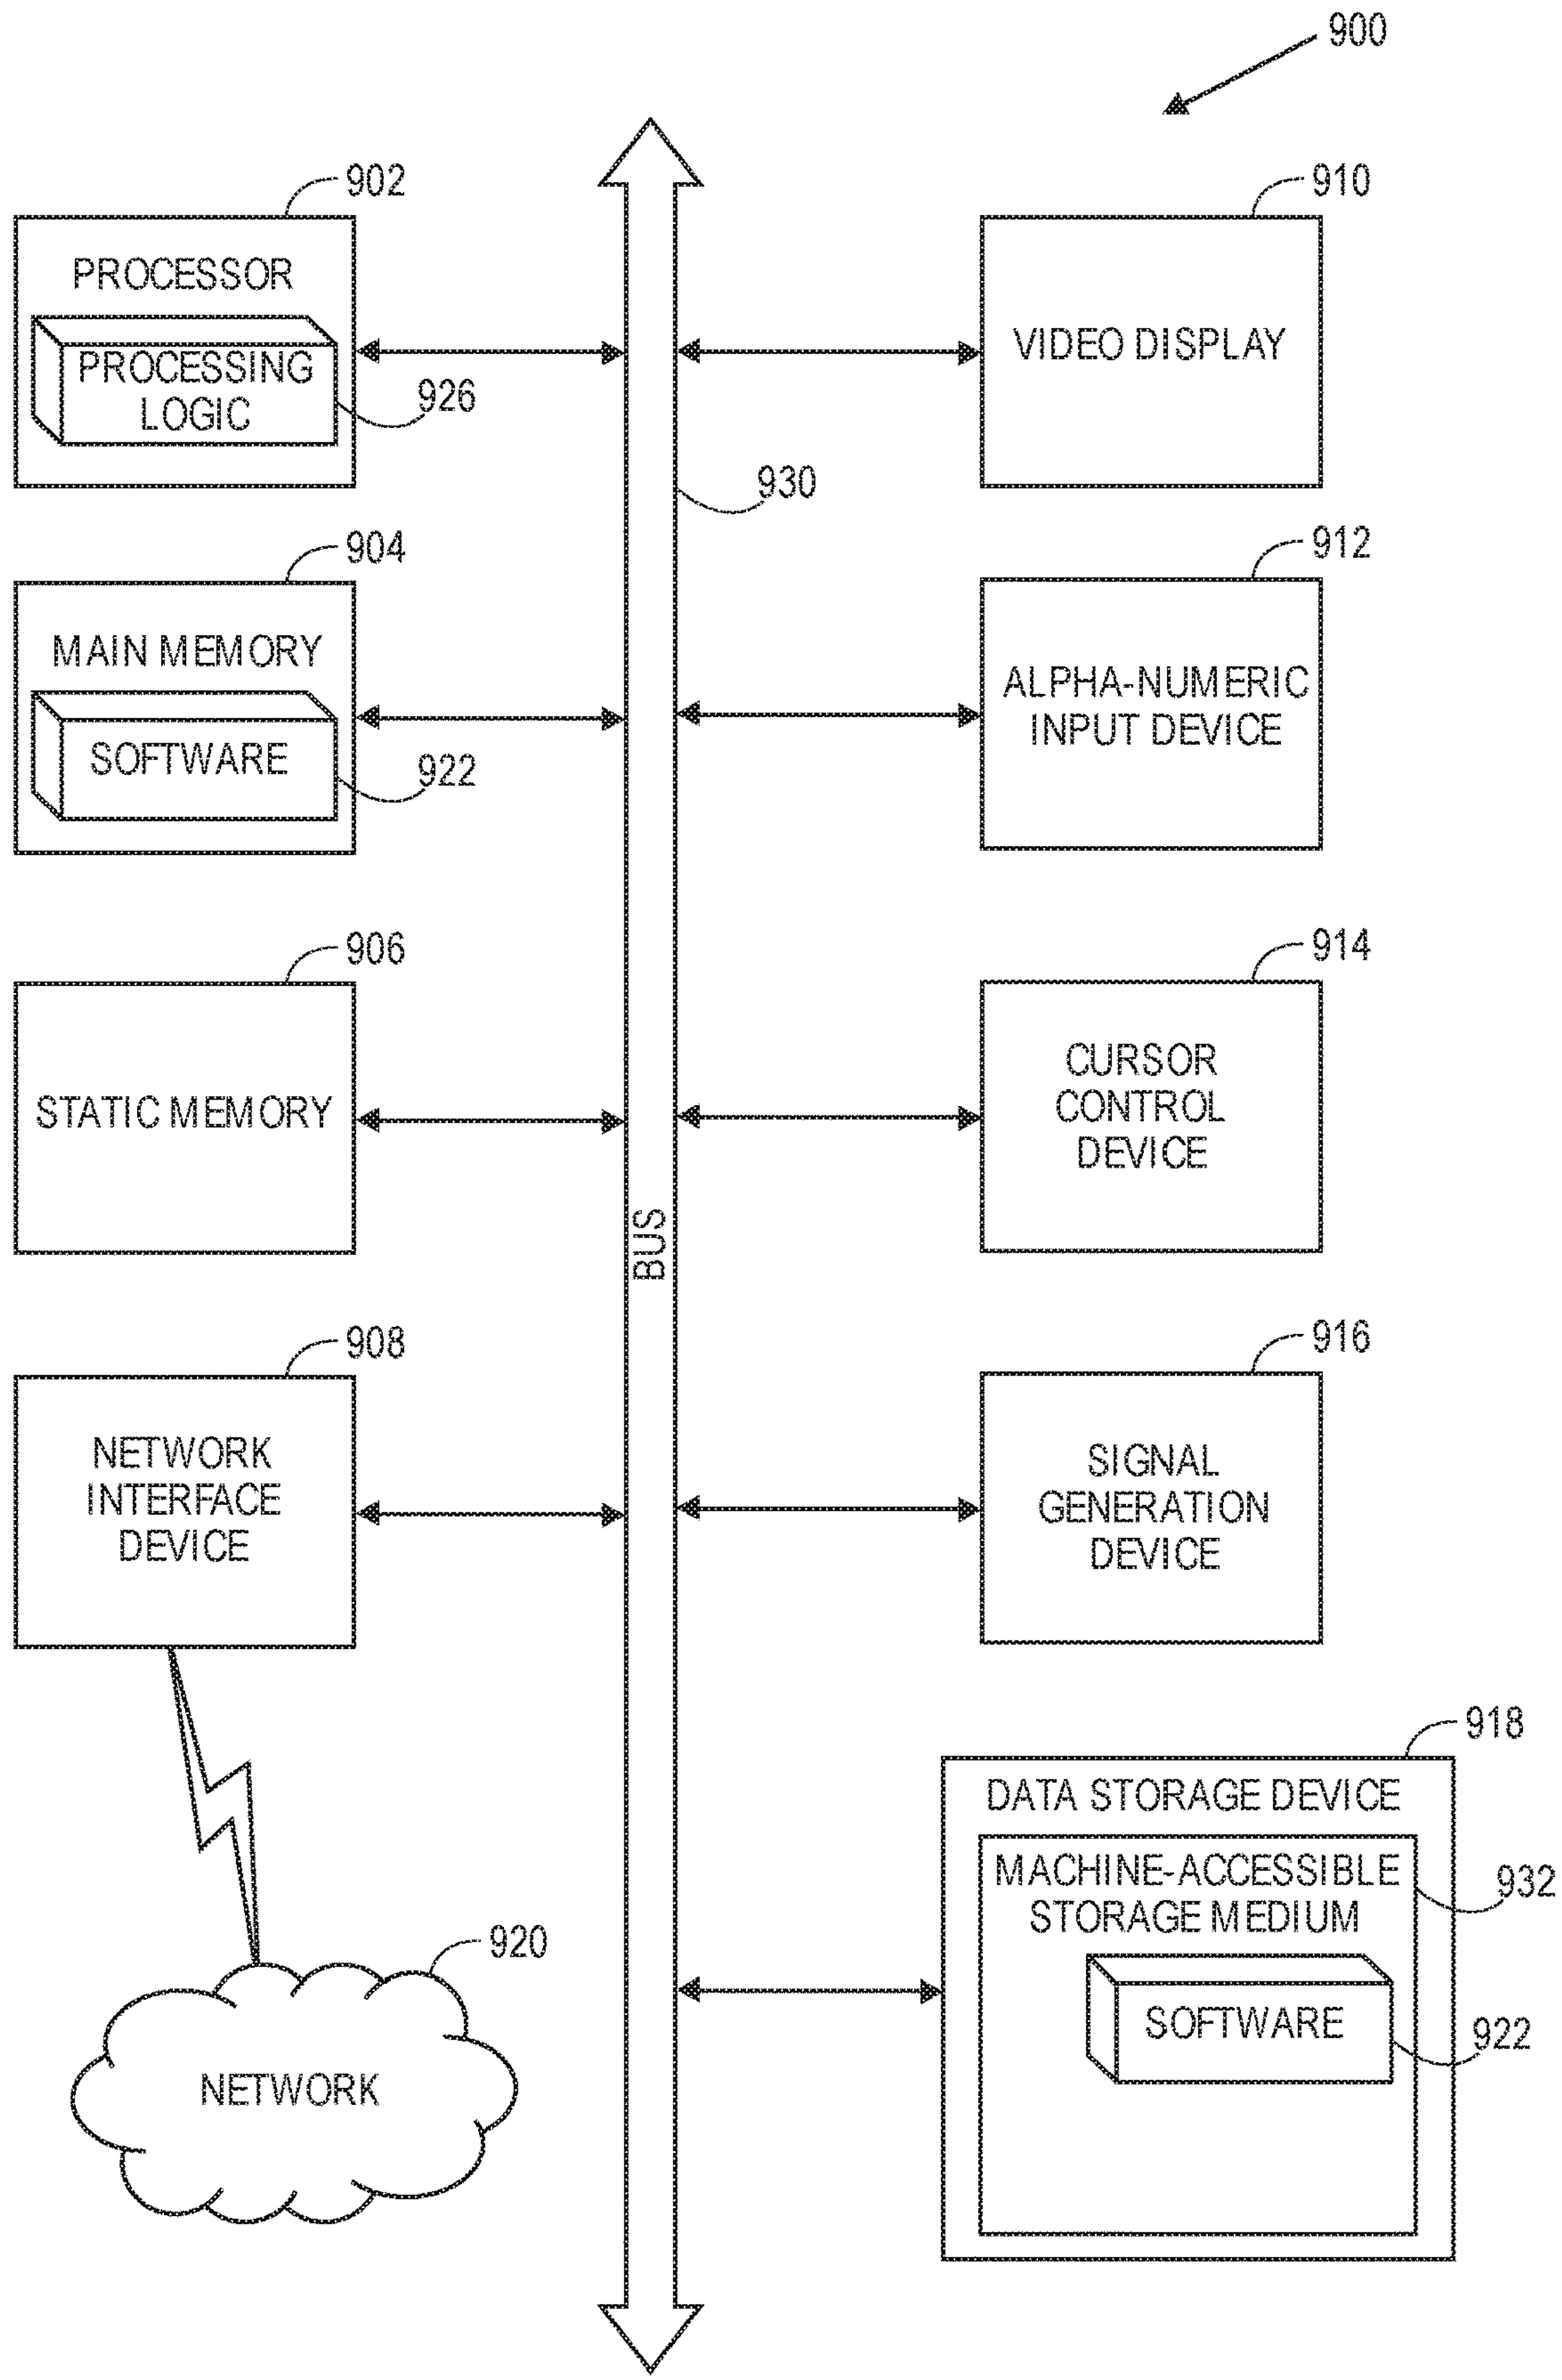 900
902
PROCESSOR
PROCESSING
LOGIC
926
904
MAIN MEMORY
SOFTWARE
922
906
STATIC MEMORY
908
NETWORK
INTERFACE
DEVICE
920
NETWORK
BUS
930
910
VIDEO DISPLAY
912
ALPHA-NUMERIC
INPUT DEVICE
914
CURSOR
CONTROL
DEVICE
916
SIGNAL
GENERATION
DEVICE
918
DATA STORAGE DEVICE
MACHINE-ACCESSIBLE
STORAGE MEDIUM
932
SOFTWARE
922